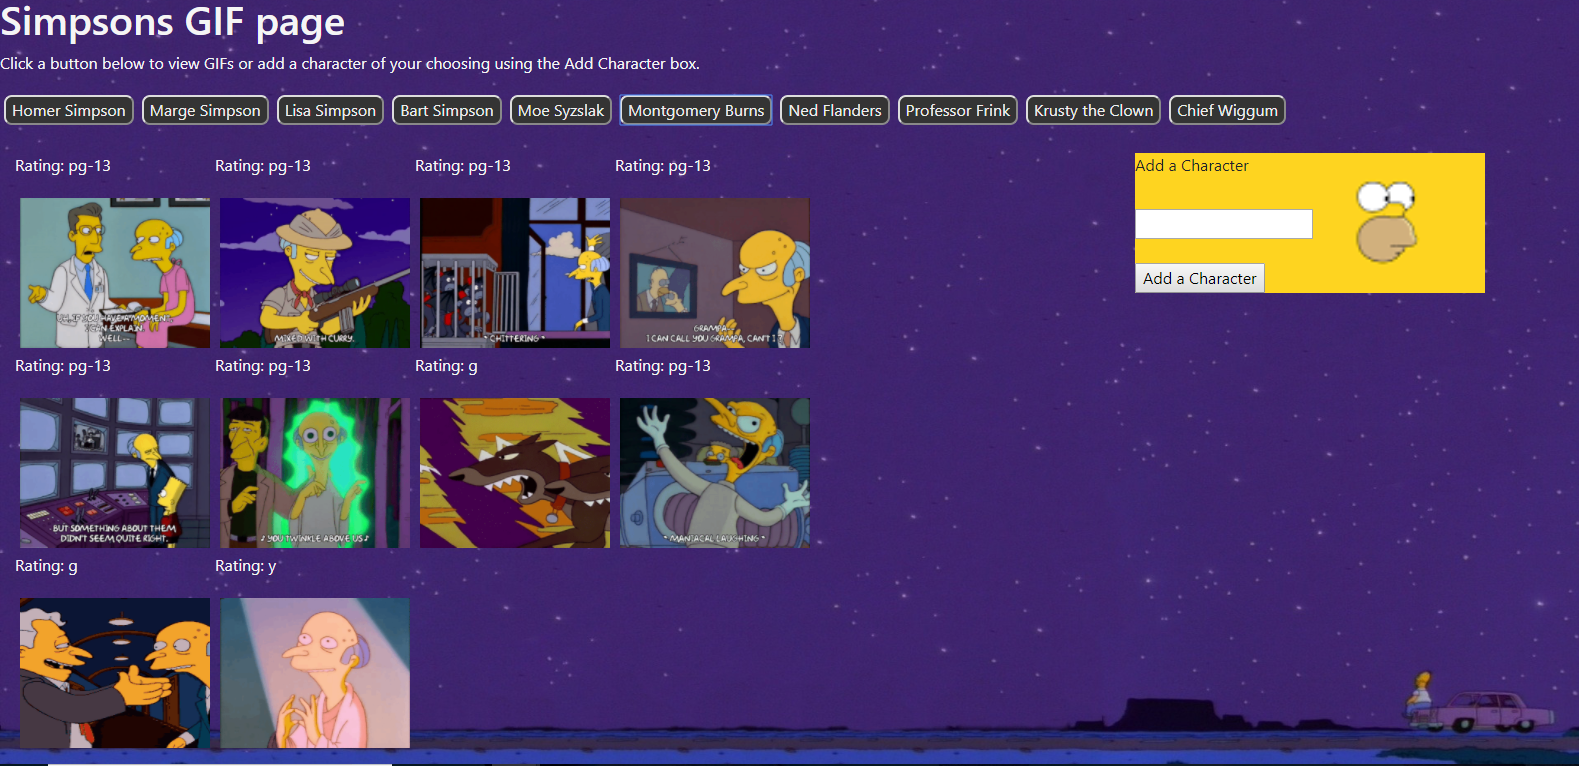 Simpsons GIF page
Click a button below to view GIFs or add a character of your choosing using the Add Character box.
Homer Simpson Marge Simpson Lisa Simpson Bart Simpson Moe Syzslak Montgomery Burns Ned Flanders Professor Frink Krusty the Clown Chief Wiggum
Rating: pg-13 Rating: pg-13 Rating: pg-13 Rating: pg-13
Add a Character
Add a Character
UH, IF YOU HAVE A MOMENT,
I CAN EXPLAIN.
WELL--
MIXED WITH CURRY.
* CHITTERING *
GRAMPA--
I CAN CALL YOU GRAMPA, CAN'T I?
Rating: pg-13 Rating: pg-13 Rating: g Rating: pg-13
BUT SOMETHING ABOUT THEM
DIDN'T SEEM QUITE RIGHT.
♪ YOU TWINKLE ABOVE US ♪
* MANIACAL LAUGHING *
Rating: g Rating: y